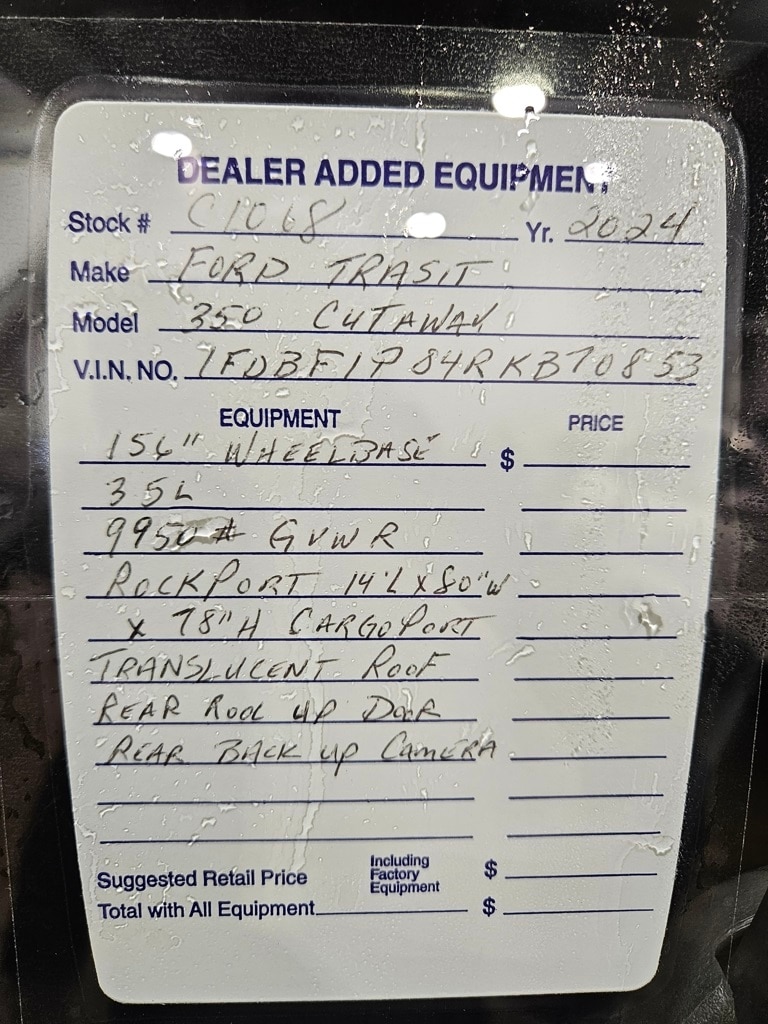 DEALER ADDED EQUIPMENT
Stock # C1068 Yr. 2024
Make FORD TRASIT
Model 350 CUTAWAY
V.I.N. NO. 1FDBF1P84RKB70853
EQUIPMENT PRICE
156" WHEELBASE $
35L
9950# GVWR
ROCKPORT 14'L X 80"W
X 78"H CARGOPORT
TRANSLUCENT ROOF
REAR ROOL UP DOOR
REAR BACK UP CAMERA
Suggested Retail Price Including Factory Equipment $
Total with All Equipment $